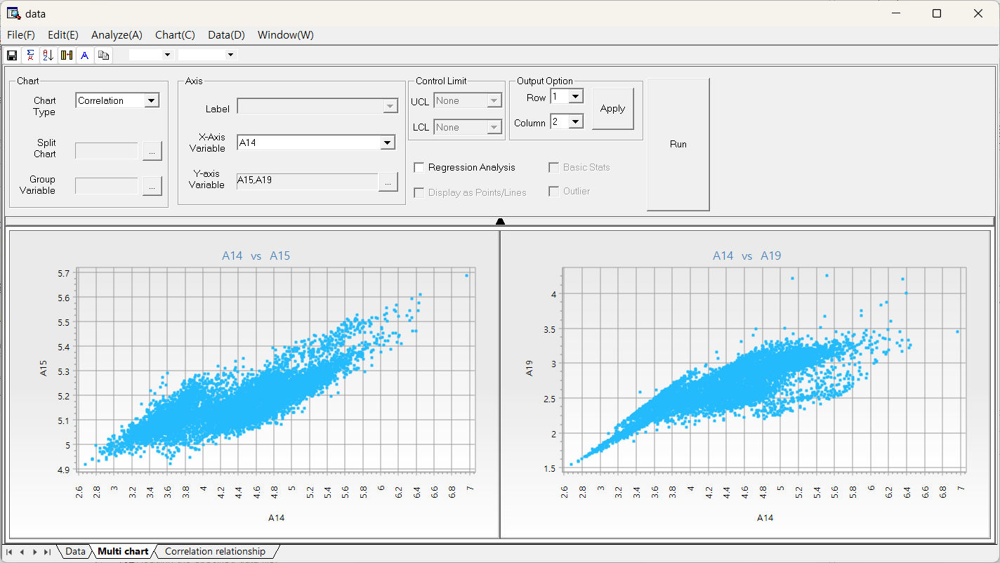 data
File(F) Edit(E) Analyze(A) Chart(C) Data(D) Window(W)
Chart
Chart Type Correlation
Split Chart ...
Group Variable ...
Axis
Label
X-Axis Variable A14
Y-axis Variable A15,A19 ...
Control Limit
UCL None
LCL None
Output Option
Row 1
Column 2
Apply
Regression Analysis
Basic Stats
Display as Points/Lines
Outlier
Run
A14 vs A15
5.7
5.6
5.5
5.4
5.3
5.2
5.1
5
4.9
A15
2.6 2.8 3 3.2 3.4 3.6 3.8 4 4.2 4.4 4.6 4.8 5 5.2 5.4 5.6 5.8 6 6.2 6.4 6.6 6.8 7
A14
A14 vs A19
4
3.5
3
2.5
2
1.5
A19
2.6 2.8 3 3.2 3.4 3.6 3.8 4 4.2 4.4 4.6 4.8 5 5.2 5.4 5.6 5.8 6 6.2 6.4 6.6 6.8 7
A14
Data Multi chart Correlation relationship